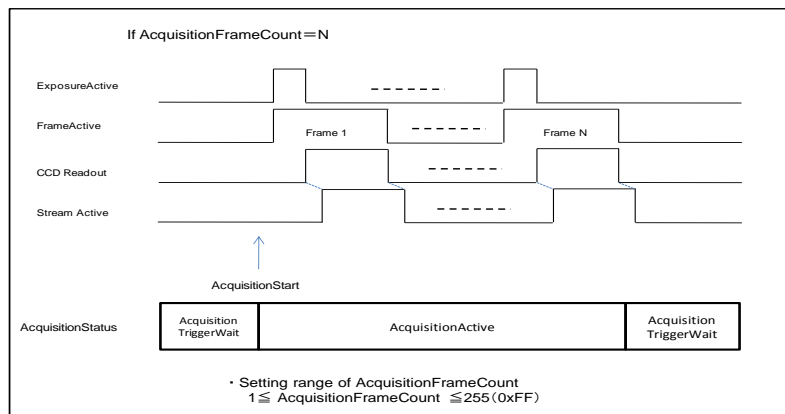 If AcquisitionFrameCount＝N
ExposureActive
FrameActive
Frame 1
Frame N
CCD Readout
Stream Active
AcquisitionStart
AcquisitionStatus
Acquisition
TriggerWait
AcquisitionActive
Acquisition
TriggerWait
・ Setting range of AcquisitionFrameCount
1≦ AcquisitionFrameCount ≦255(0xFF)